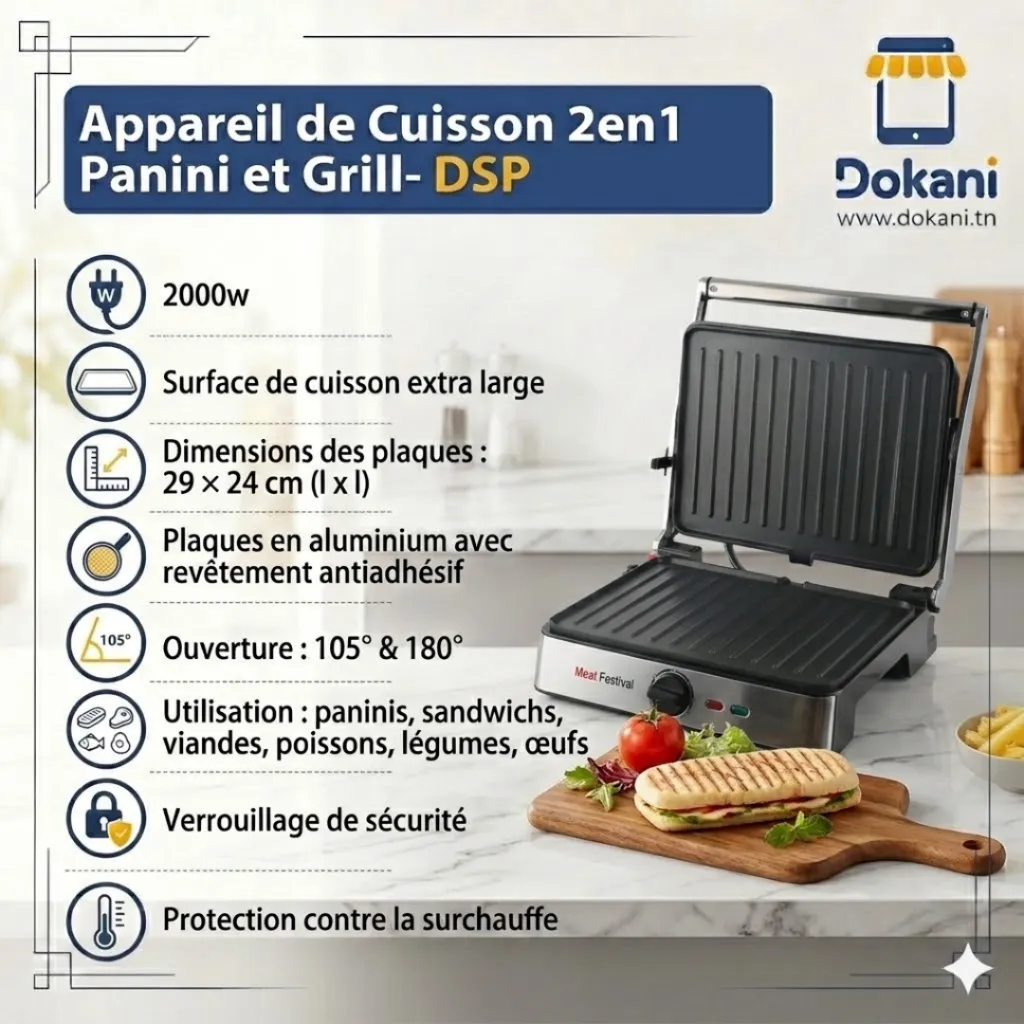 Appareil de Cuisson 2en1
Panini et Grill- DSP
Dokani
www.dokani.tn
W
2000w
Surface de cuisson extra large
Dimensions des plaques :
29 × 24 cm (l x l)
Plaques en aluminium avec
revêtement antiadhésif
105°
Ouverture : 105° & 180°
Utilisation : paninis, sandwichs,
viandes, poissons, légumes, œufs
Verrouillage de sécurité
Protection contre la surchauffe
Meat Festival